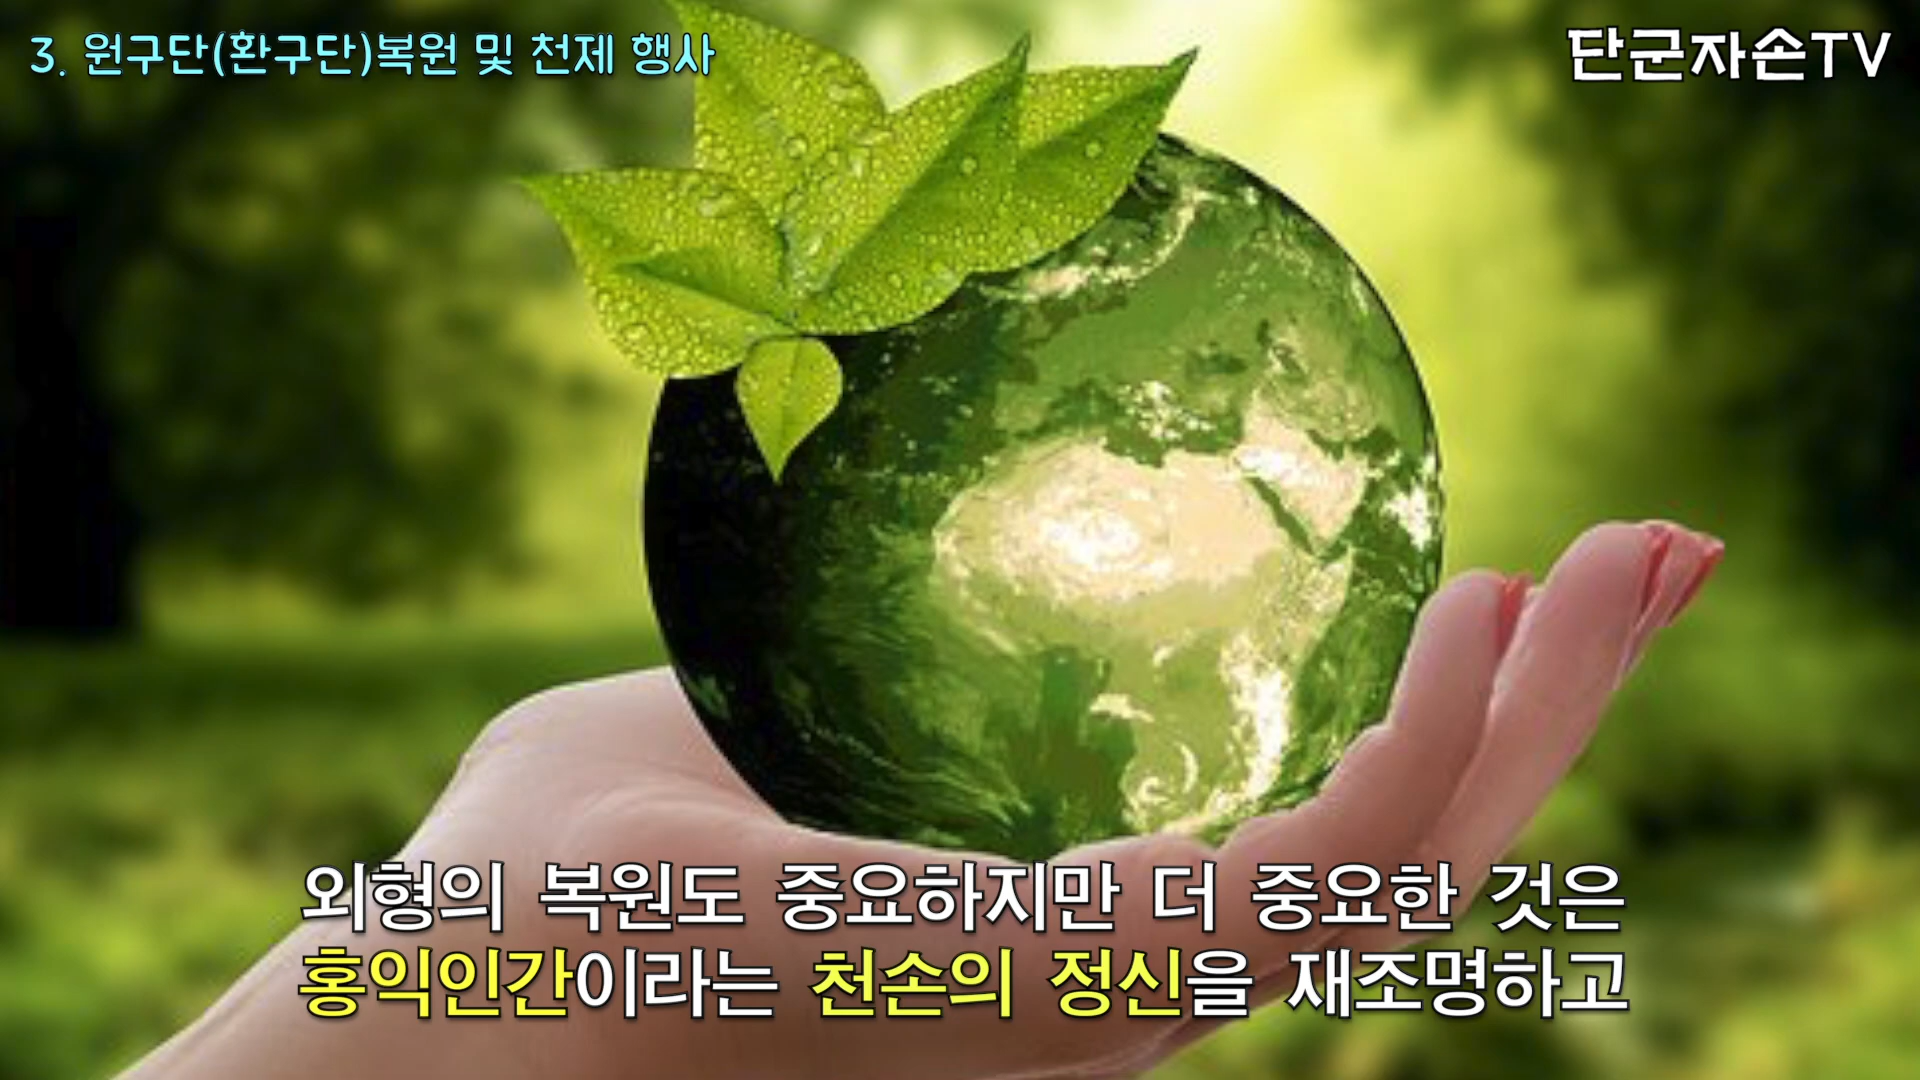 3. 원구단(환구단)복원 및 천제 행사
단군자손TV
외형의 복원도 중요하지만 더 중요한 것은
홍익인간이라는 천손의 정신을 재조명하고